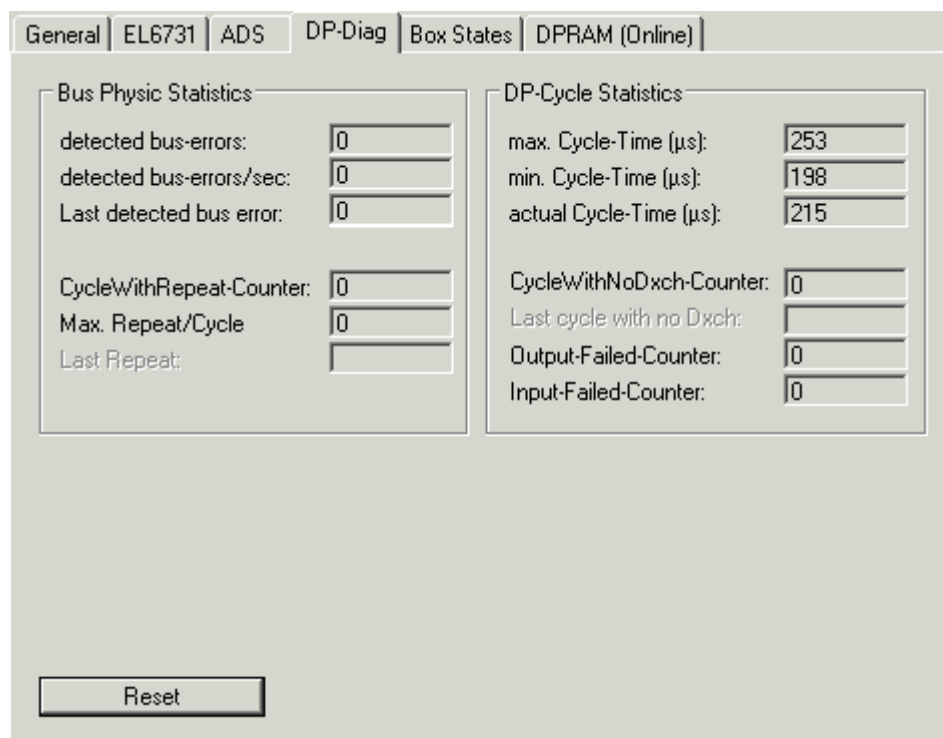 General EL6731 ADS DP-Diag Box States DPRAM (Online)
Bus Physic Statistics
detected bus-errors: 0
detected bus-errors/sec: 0
Last detected bus error: 0
CycleWithRepeat-Counter: 0
Max. Repeat/Cycle 0
Last Repeat:
DP-Cycle Statistics
max. Cycle-Time (µs): 253
min. Cycle-Time (µs): 198
actual Cycle-Time (µs): 215
CycleWithNoDxch-Counter: 0
Last cycle with no Dxch:
Output-Failed-Counter: 0
Input-Failed-Counter: 0
Reset